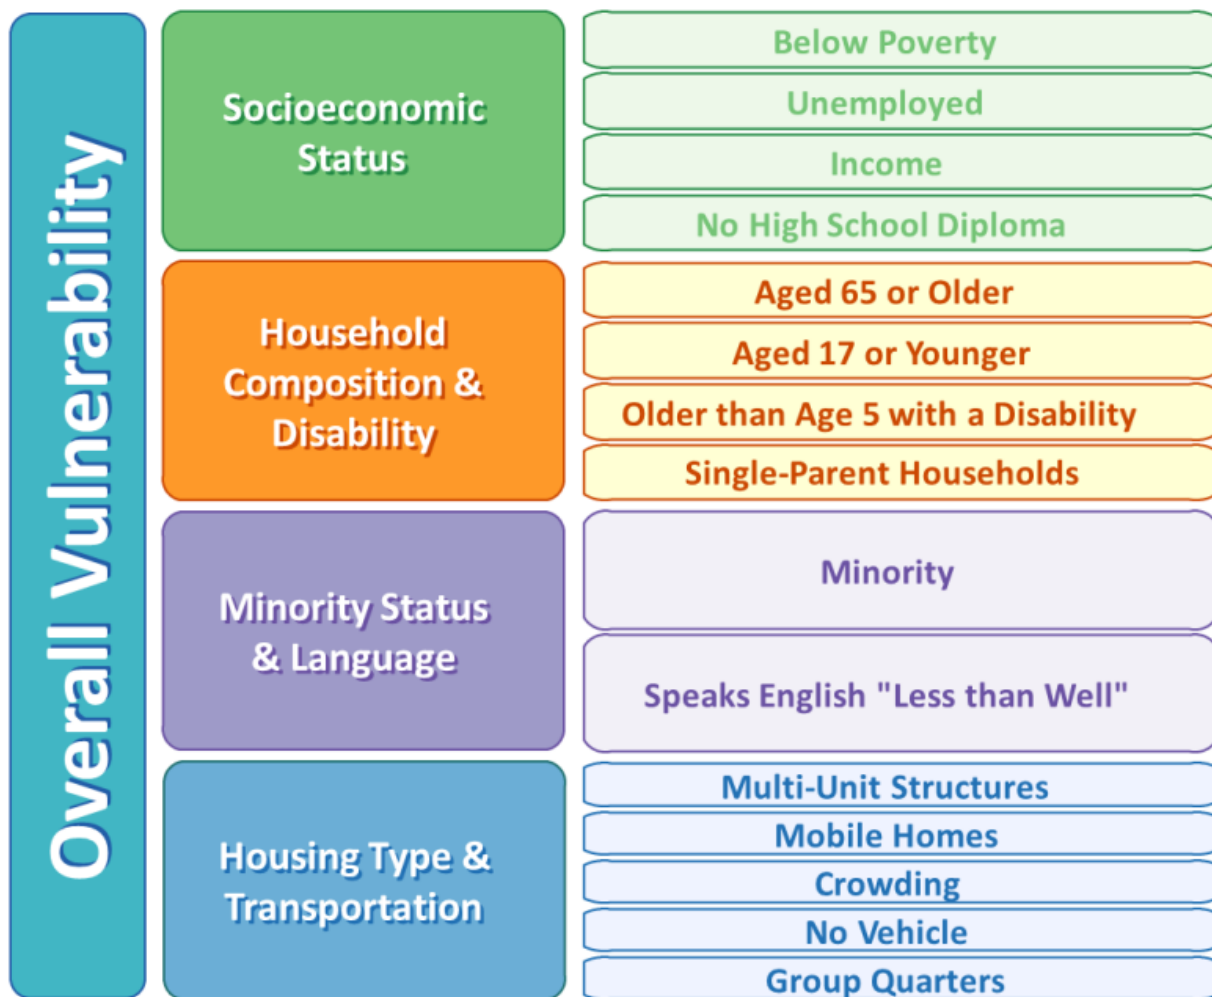 Overall Vulnerability
Socioeconomic
Status
Below Poverty
Unemployed
Income
No High School Diploma
Household
Composition &
Disability
Aged 65 or Older
Aged 17 or Younger
Older than Age 5 with a Disability
Single-Parent Households
Minority Status
& Language
Minority
Speaks English "Less than Well"
Housing Type &
Transportation
Multi-Unit Structures
Mobile Homes
Crowding
No Vehicle
Group Quarters